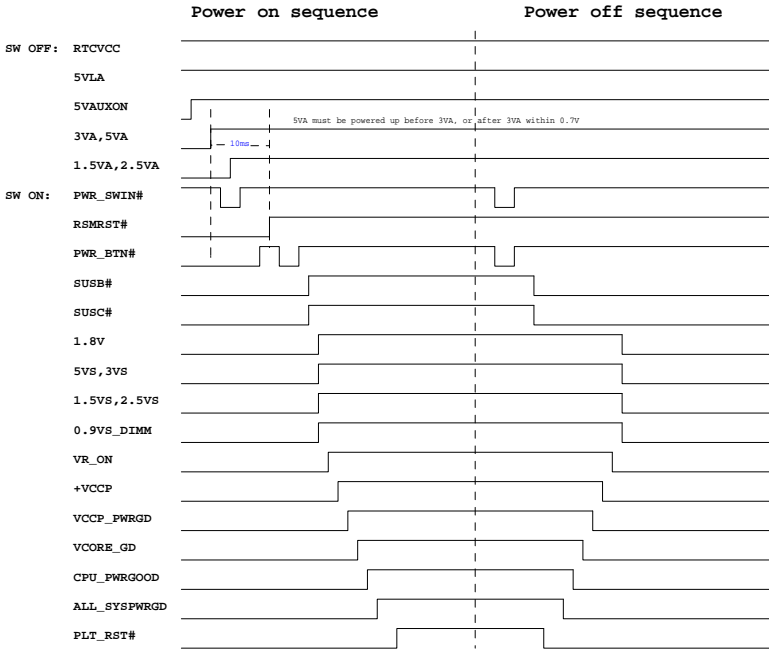 Power on sequence Power off sequence
SW OFF: RTCVCC
5VLA
5VAUXON
5VA must be powered up before 3VA, or after 3VA within 0.7V
3VA,5VA
10ms
1.5VA,2.5VA
SW ON: PWR_SWIN#
RSMRST#
PWR_BTN#
SUSB#
SUSC#
1.8V
5VS,3VS
1.5VS,2.5VS
0.9VS_DIMM
VR_ON
+VCCP
VCCP_PWRGD
VCORE_GD
CPU_PWRGOOD
ALL_SYSPWRGD
PLT_RST#